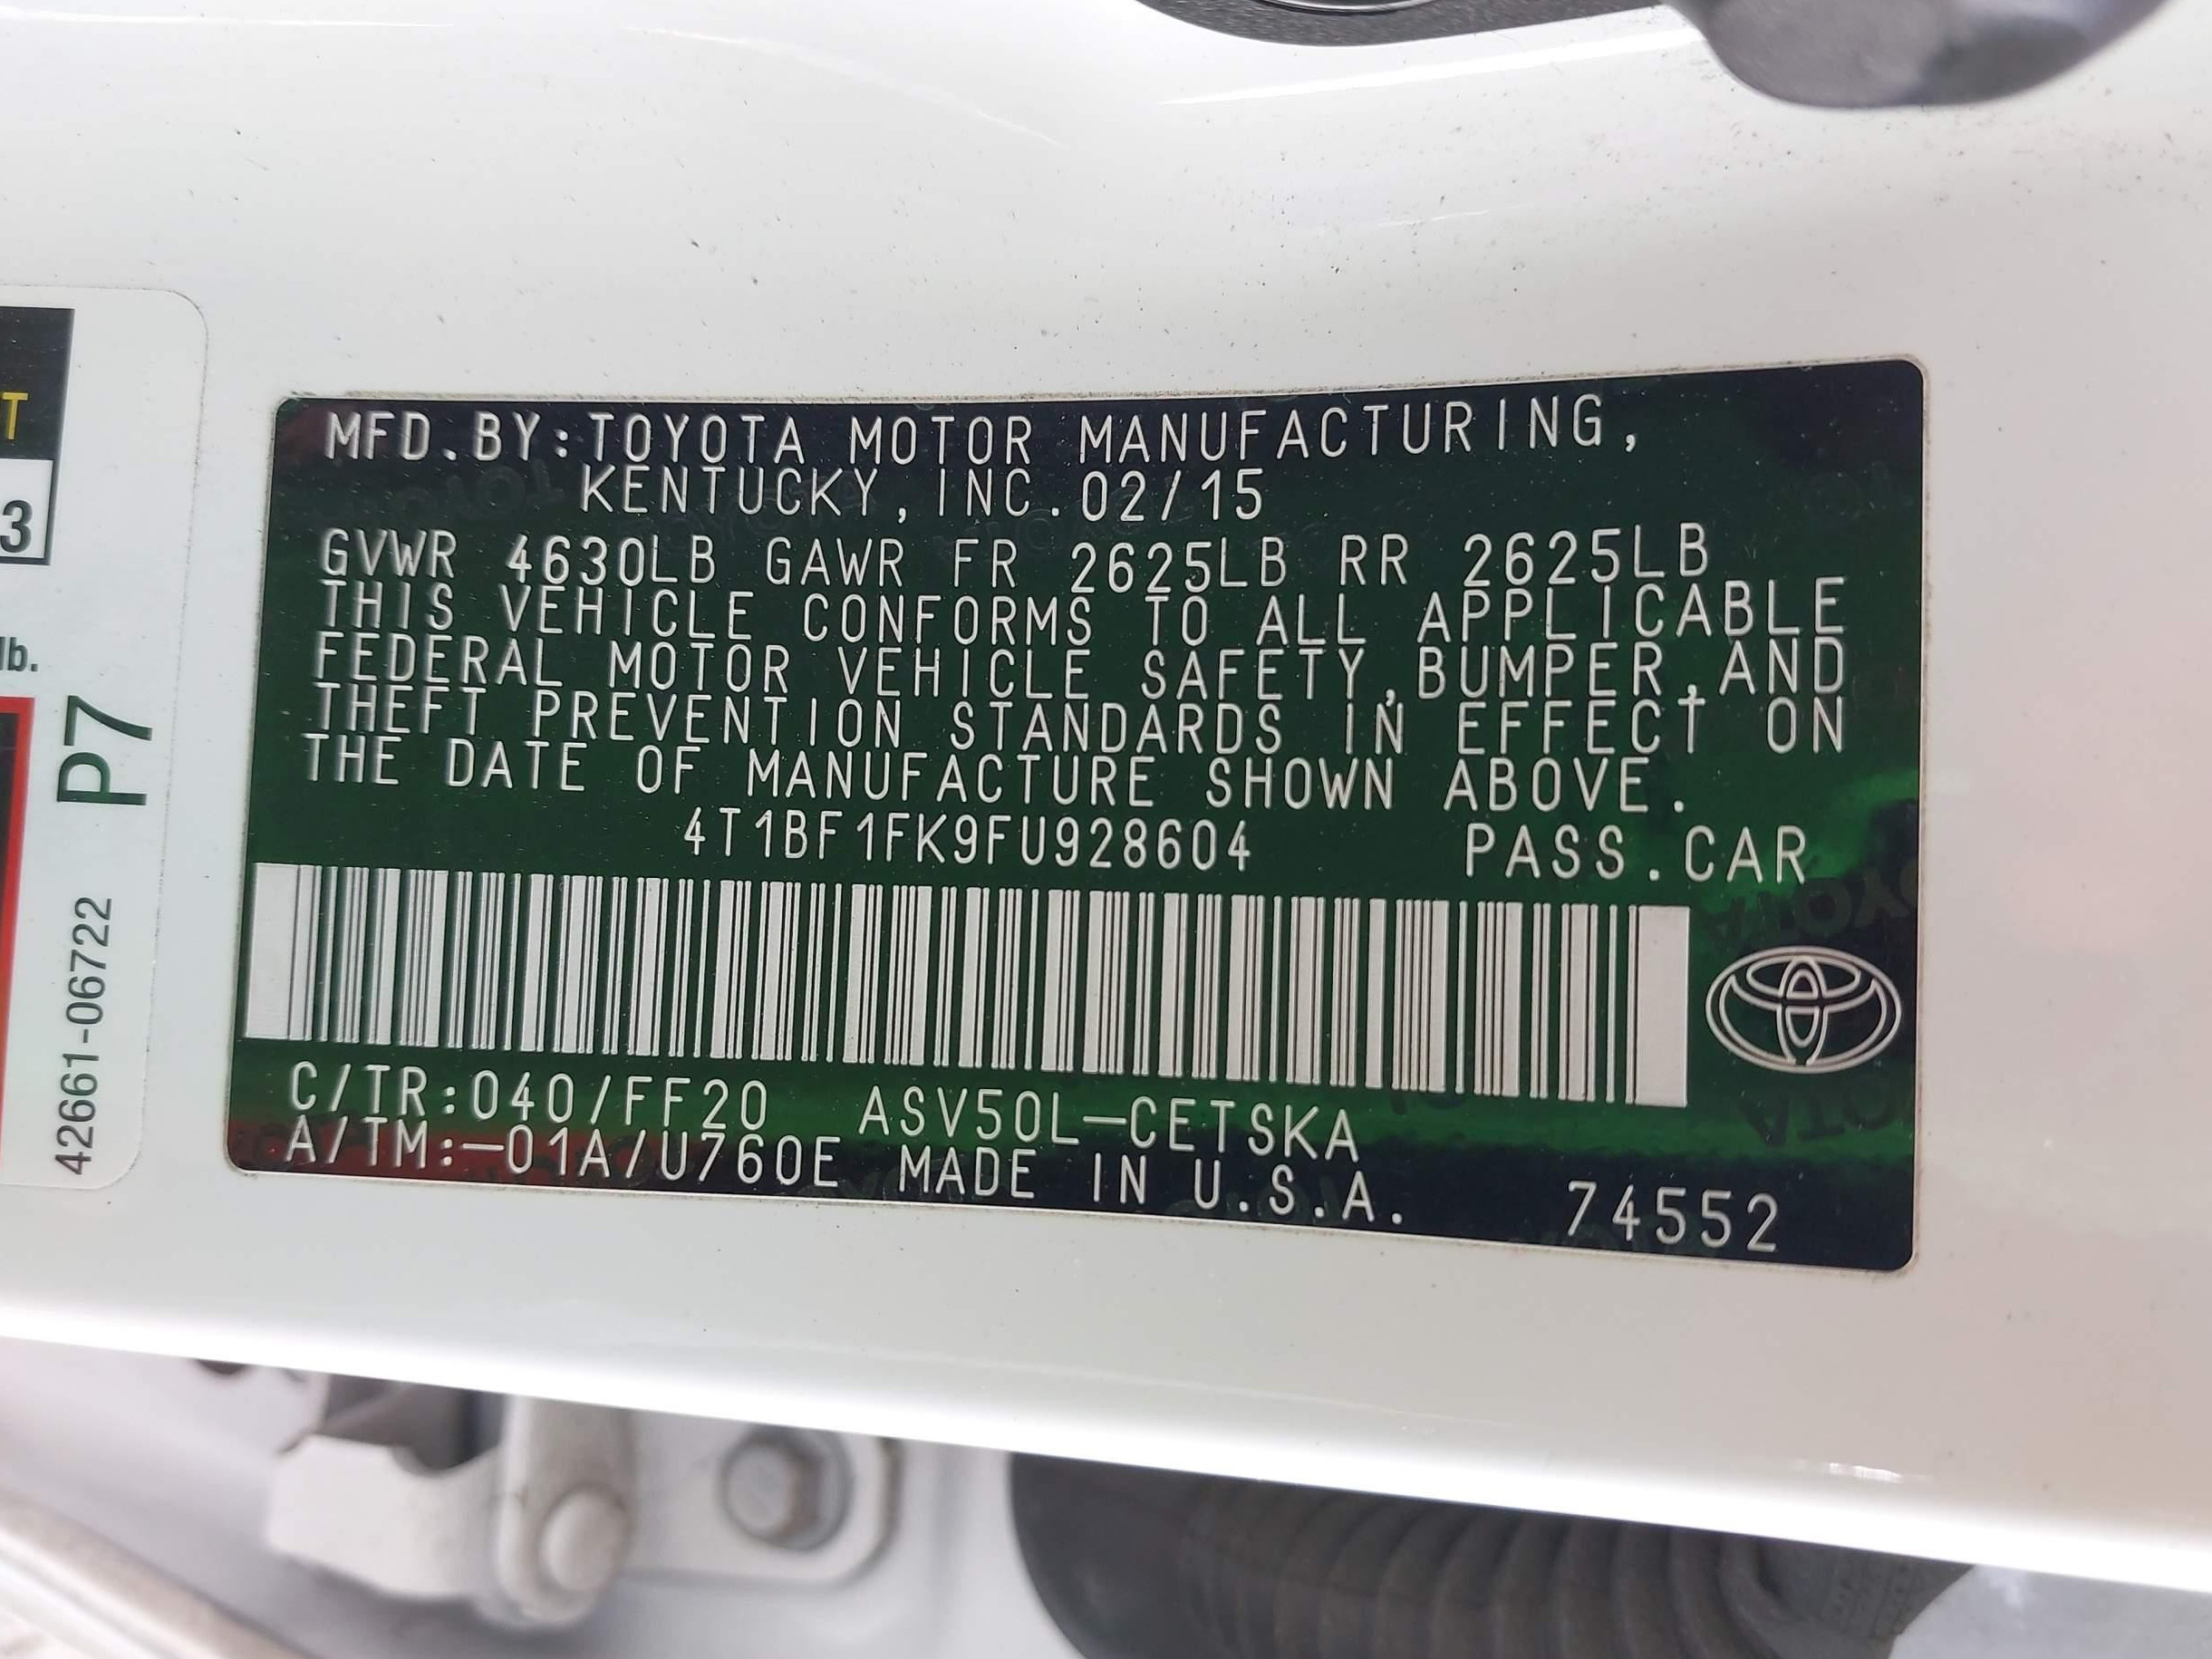 T
3
lb.
P7
42661-06722
MFD.BY:TOYOTA MOTOR MANUFACTURING,
KENTUCKY, INC.02/15
GVWR 4630LB GAWR FR 2625LB RR 2625LB
THIS VEHICLE CONFORMS TO ALL APPLICABLE
FEDERAL MOTOR VEHICLE SAFETY,BUMPER,AND
THEFT PREVENTION STANDARDS IN EFFECT ON
THE DATE OF MANUFACTURE SHOWN ABOVE.
4T1BF1FK9FU928604 PASS.CAR
C/TR:040/FF20 ASV50L-CETSKA
A/TM:-01A/U760E MADE IN U.S.A. 74552